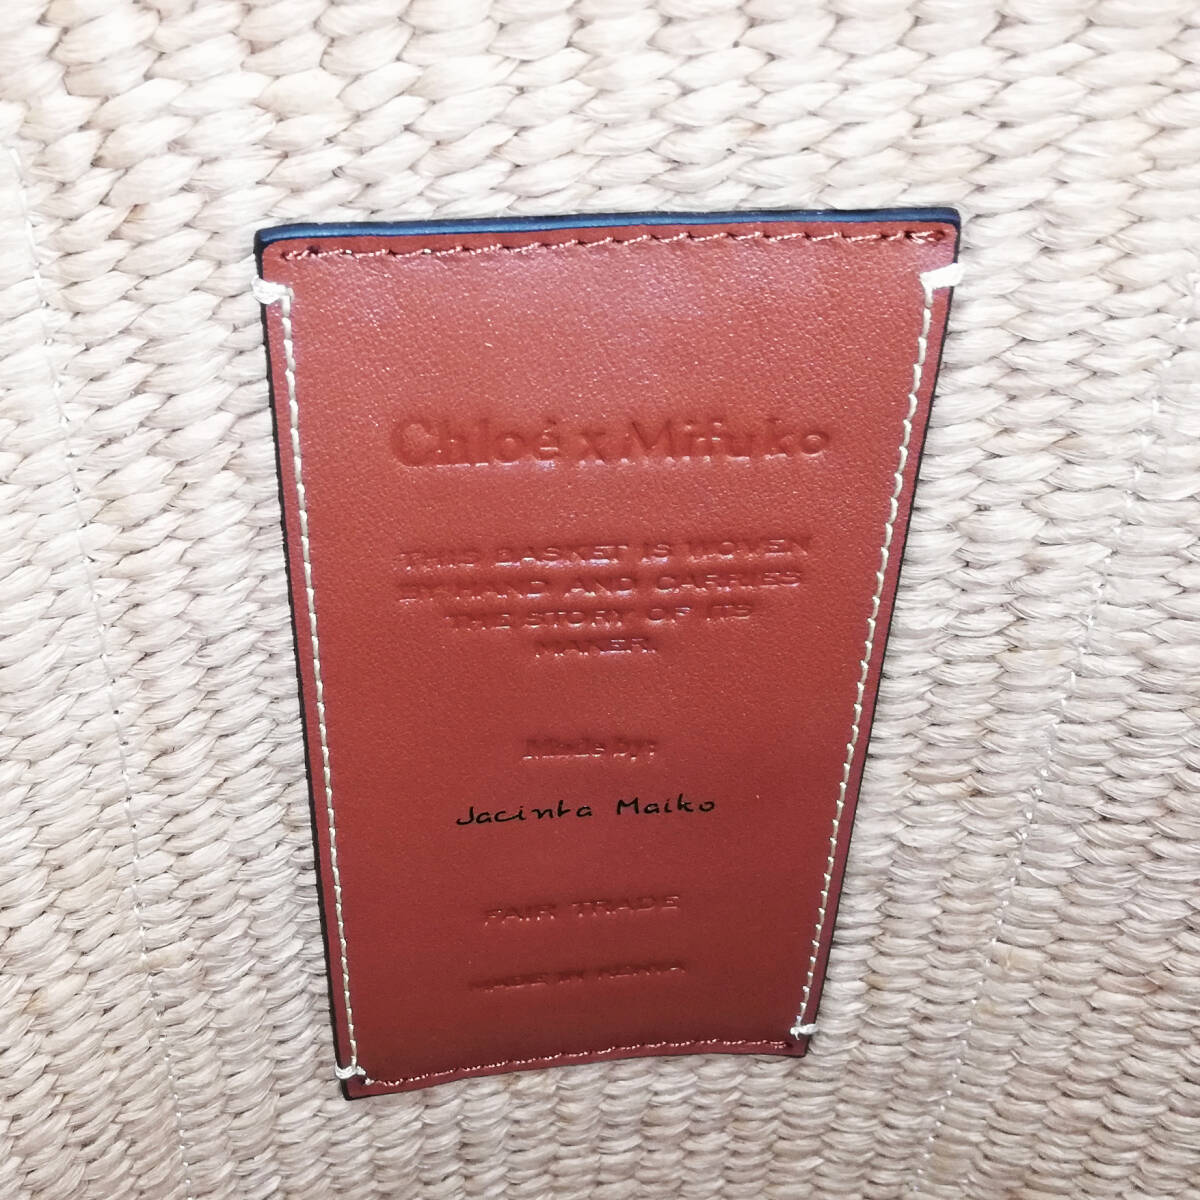 Chloé x Mifuko
THIS BASKET IS WOVEN
BY HAND AND CARRIES
THE STORY OF ITS
MAKER.
Made by:
Jacinta Maiko
FAIR TRADE
MADE IN KENYA